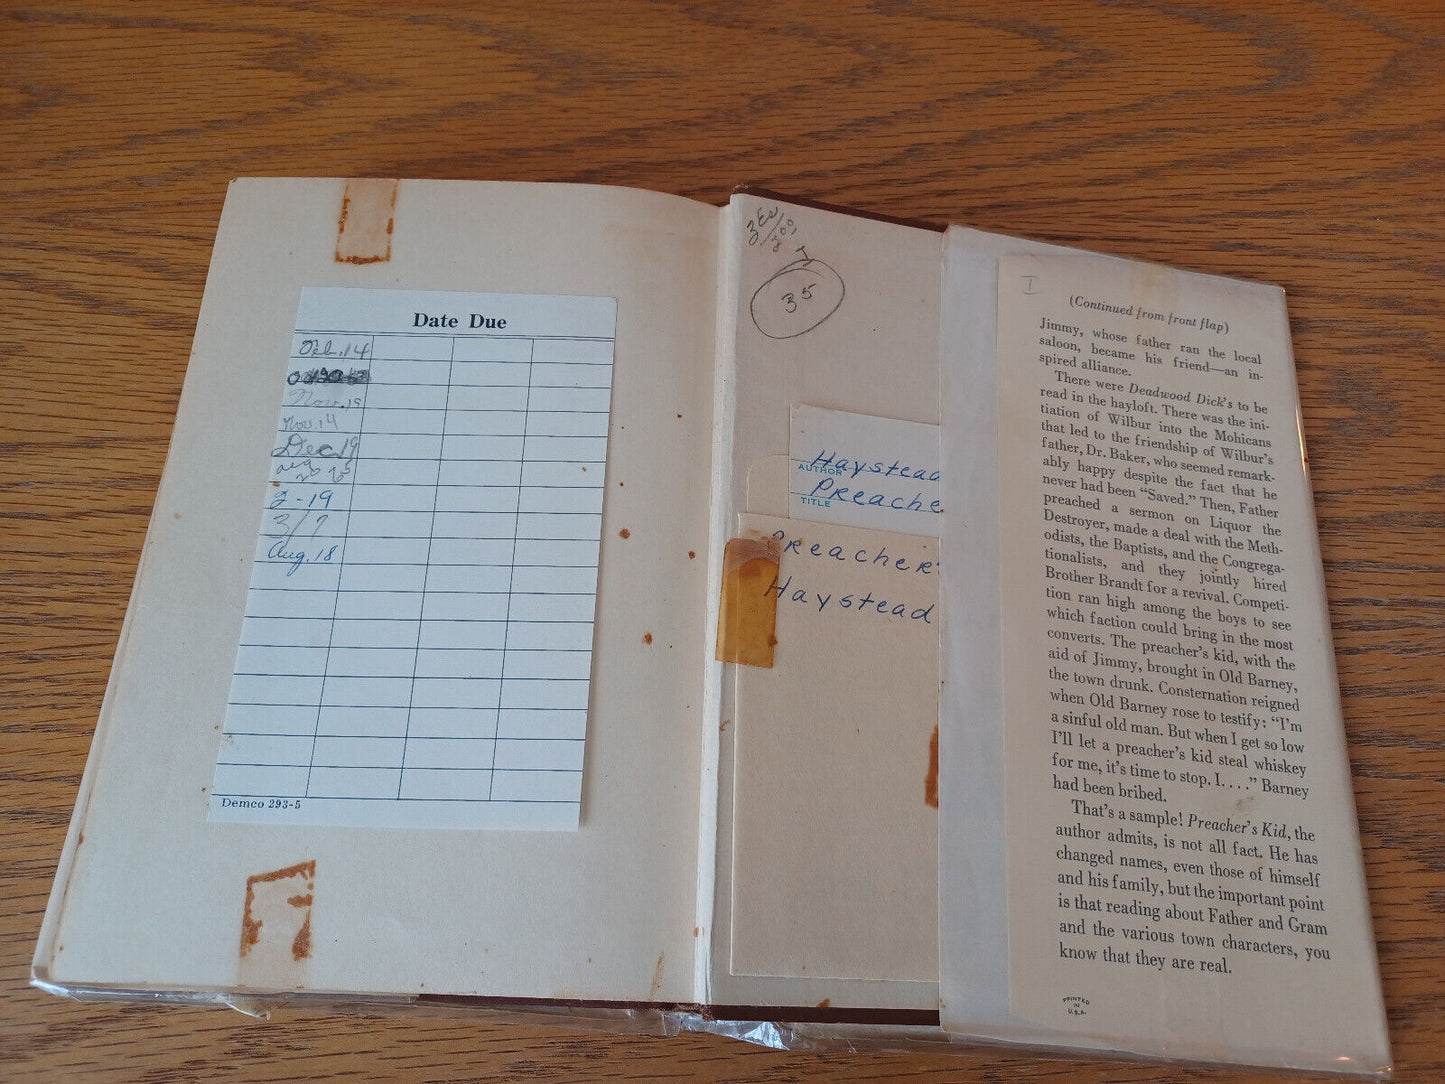 Date Due
Feb. 14
Nov. 19
Nov. 14
Dec 19
Aug
2-19
3/7
Aug. 18
Demco 293-5
35
Haystead
AUTHOR
Preache
TITLE
Preacher'
Haystead
I
(Continued from front flap)
Jimmy, whose father ran the local
saloon, became his friend—an in-
spired alliance.
There were Deadwood Dick's to be
read in the hayloft. There was the ini-
tiation of Wilbur into the Mohicans
that led to the friendship of Wilbur's
father, Dr. Baker, who seemed remark-
ably happy despite the fact that he
never had been "Saved." Then, Father
preached a sermon on Liquor the
Destroyer, made a deal with the Meth-
odists, the Baptists, and the Congrega-
tionalists, and they jointly hired
Brother Brandt for a revival. Competi-
tion ran high among the boys to see
which faction could bring in the most
converts. The preacher's kid, with the
aid of Jimmy, brought in Old Barney,
the town drunk. Consternation reigned
when Old Barney rose to testify: "I'm
a sinful old man. But when I get so low
I'll let a preacher's kid steal whiskey
for me, it's time to stop. I. . . ." Barney
had been bribed.
That's a sample! Preacher's Kid, the
author admits, is not all fact. He has
changed names, even those of himself
and his family, but the important point
is that reading about Father and Gram
and the various town characters, you
know that they are real.
PRINTED
IN
U.S.A.